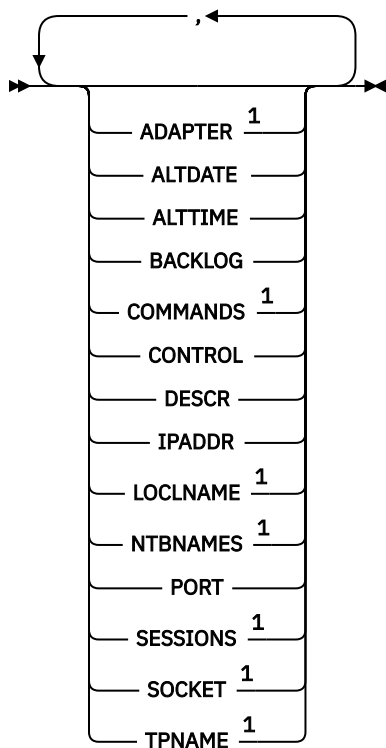 ,
ADAPTER 1
ALTDATE
ALTTIME
BACKLOG
COMMANDS 1
CONTROL
DESCR
IPADDR
LOCLNAME 1
NTBNAMES 1
PORT
SESSIONS 1
SOCKET 1
TPNAME 1